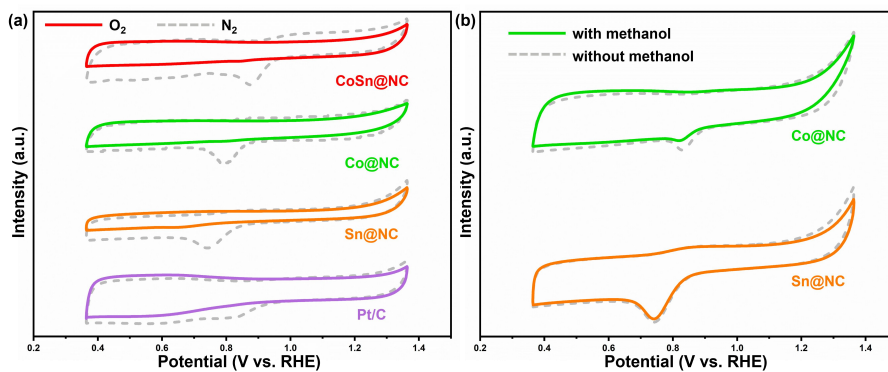 (a)
O2
N2
CoSn@NC
Co@NC
Sn@NC
Pt/C
Intensity (a.u.)
0.2 0.4 0.6 0.8 1.0 1.2 1.4
Potential (V vs. RHE)
(b)
with methanol
without methanol
Co@NC
Sn@NC
Intensity (a.u.)
0.2 0.4 0.6 0.8 1.0 1.2 1.4
Potential (V vs. RHE)